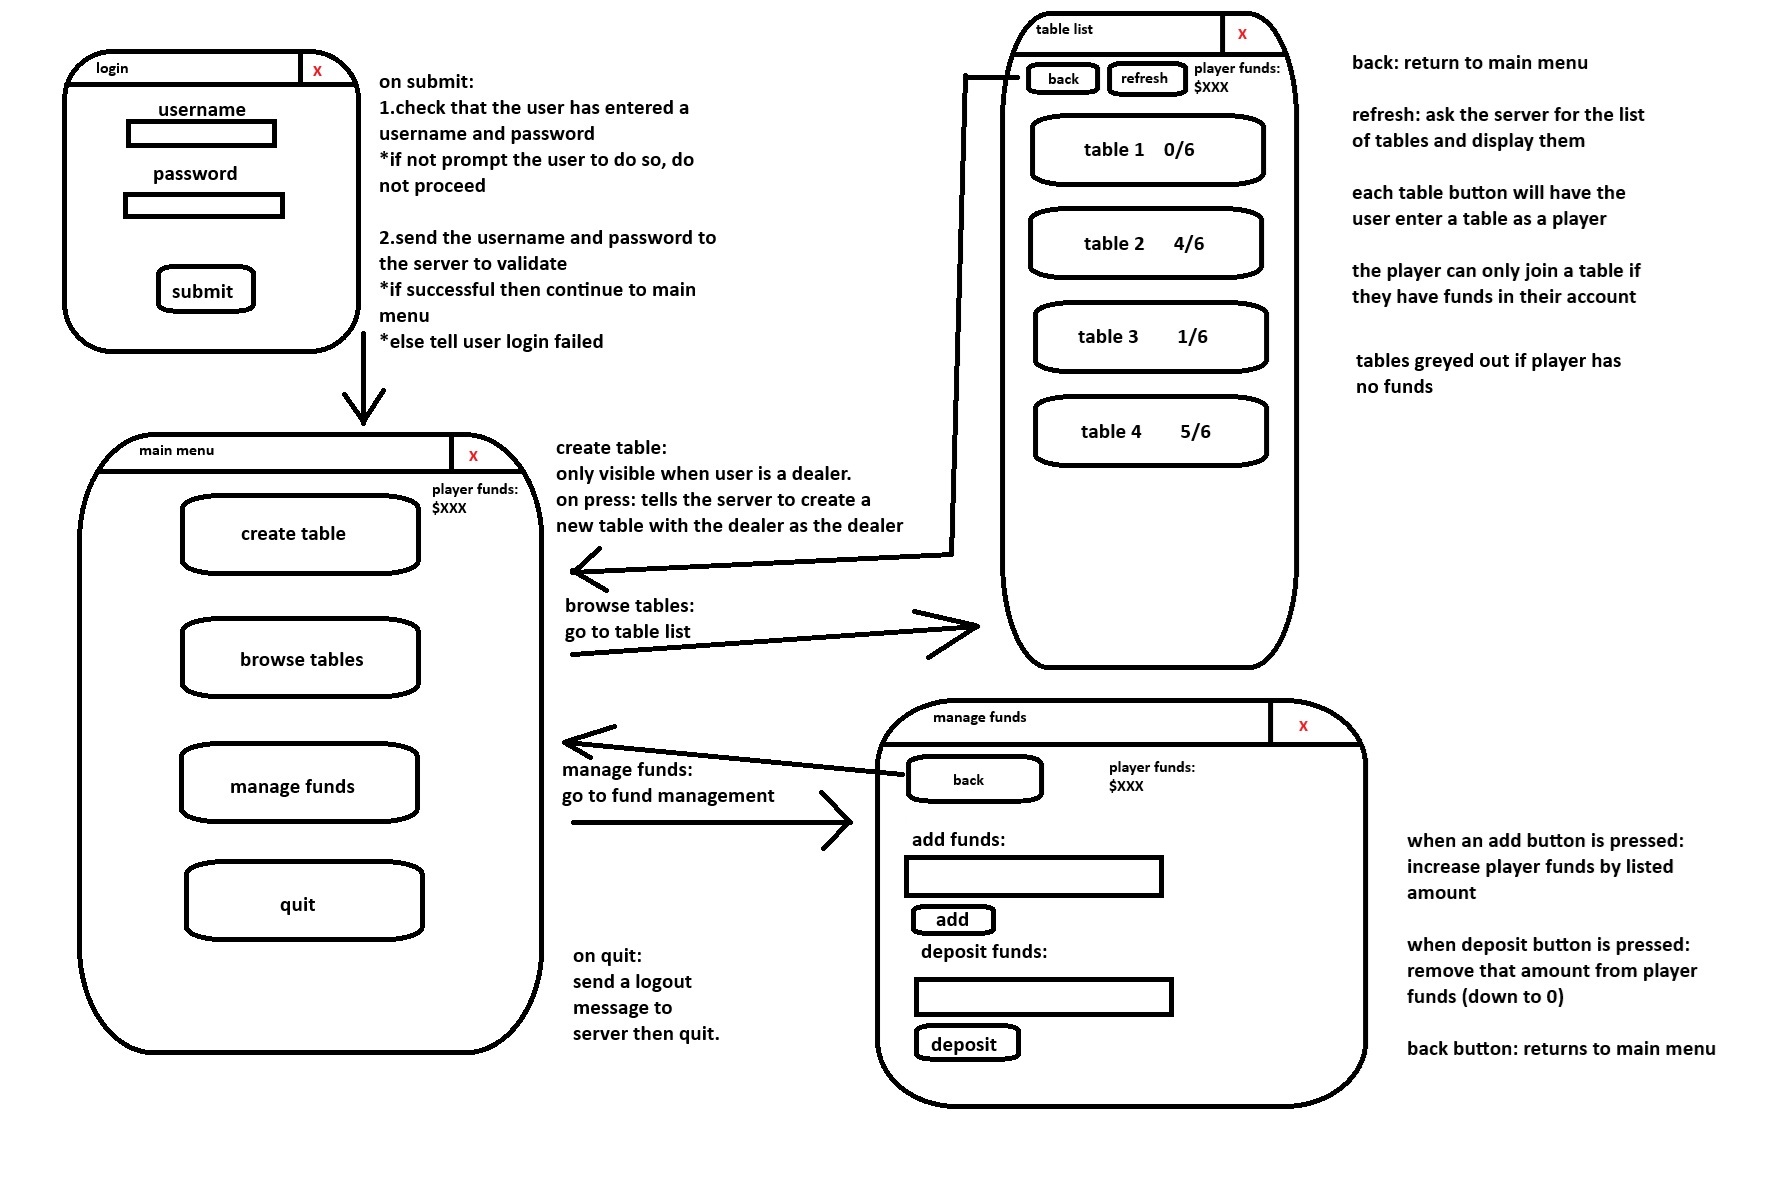 login
X
username
password
submit
on submit:
1.check that the user has entered a
username and password
*if not prompt the user to do so, do
not proceed
2.send the username and password to
the server to validate
*if successful then continue to main
menu
*else tell user login failed
table list
X
back
refresh
player funds:
$XXX
table 1 0/6
table 2 4/6
table 3 1/6
table 4 5/6
back: return to main menu
refresh: ask the server for the list
of tables and display them
each table button will have the
user enter a table as a player
the player can only join a table if
they have funds in their account
tables greyed out if player has
no funds
main menu
X
player funds:
$XXX
create table
browse tables
manage funds
quit
create table:
only visible when user is a dealer.
on press: tells the server to create a
new table with the dealer as the dealer
browse tables:
go to table list
manage funds:
go to fund management
on quit:
send a logout
message to
server then quit.
manage funds
X
back
player funds:
$XXX
add funds:
add
deposit funds:
deposit
when an add button is pressed:
increase player funds by listed
amount
when deposit button is pressed:
remove that amount from player
funds (down to 0)
back button: returns to main menu